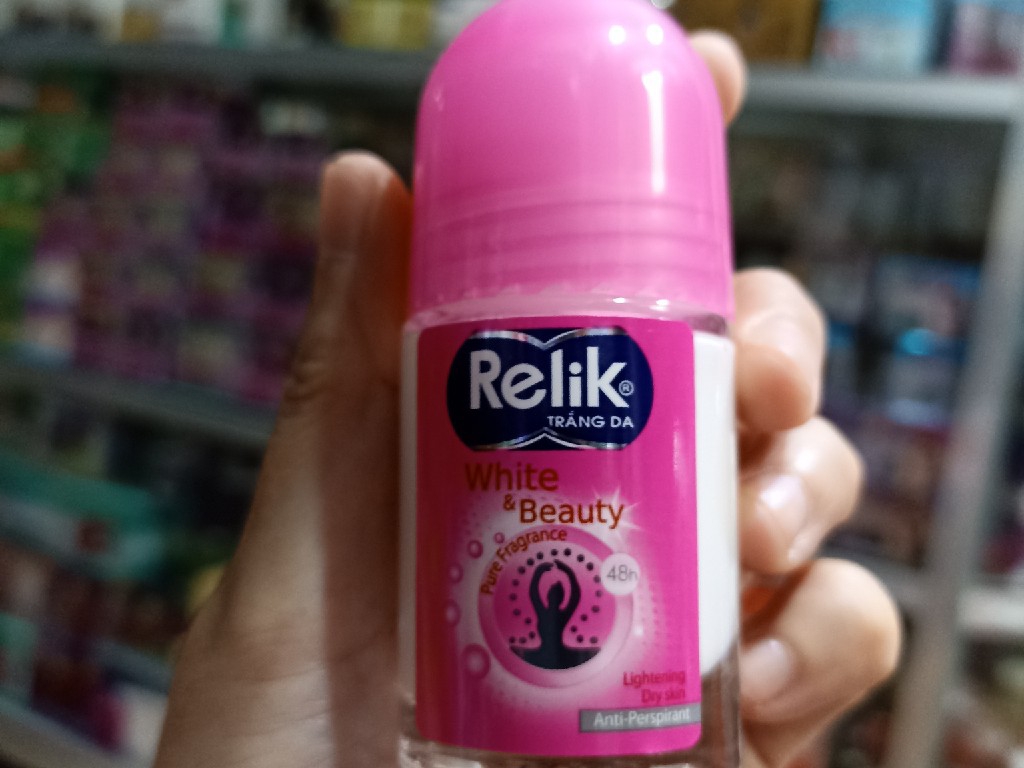 Relik®
TRẮNG DA
White
& Beauty
Pure Fragrance
48h
Lightening
Dry skin
Anti-Perspirant